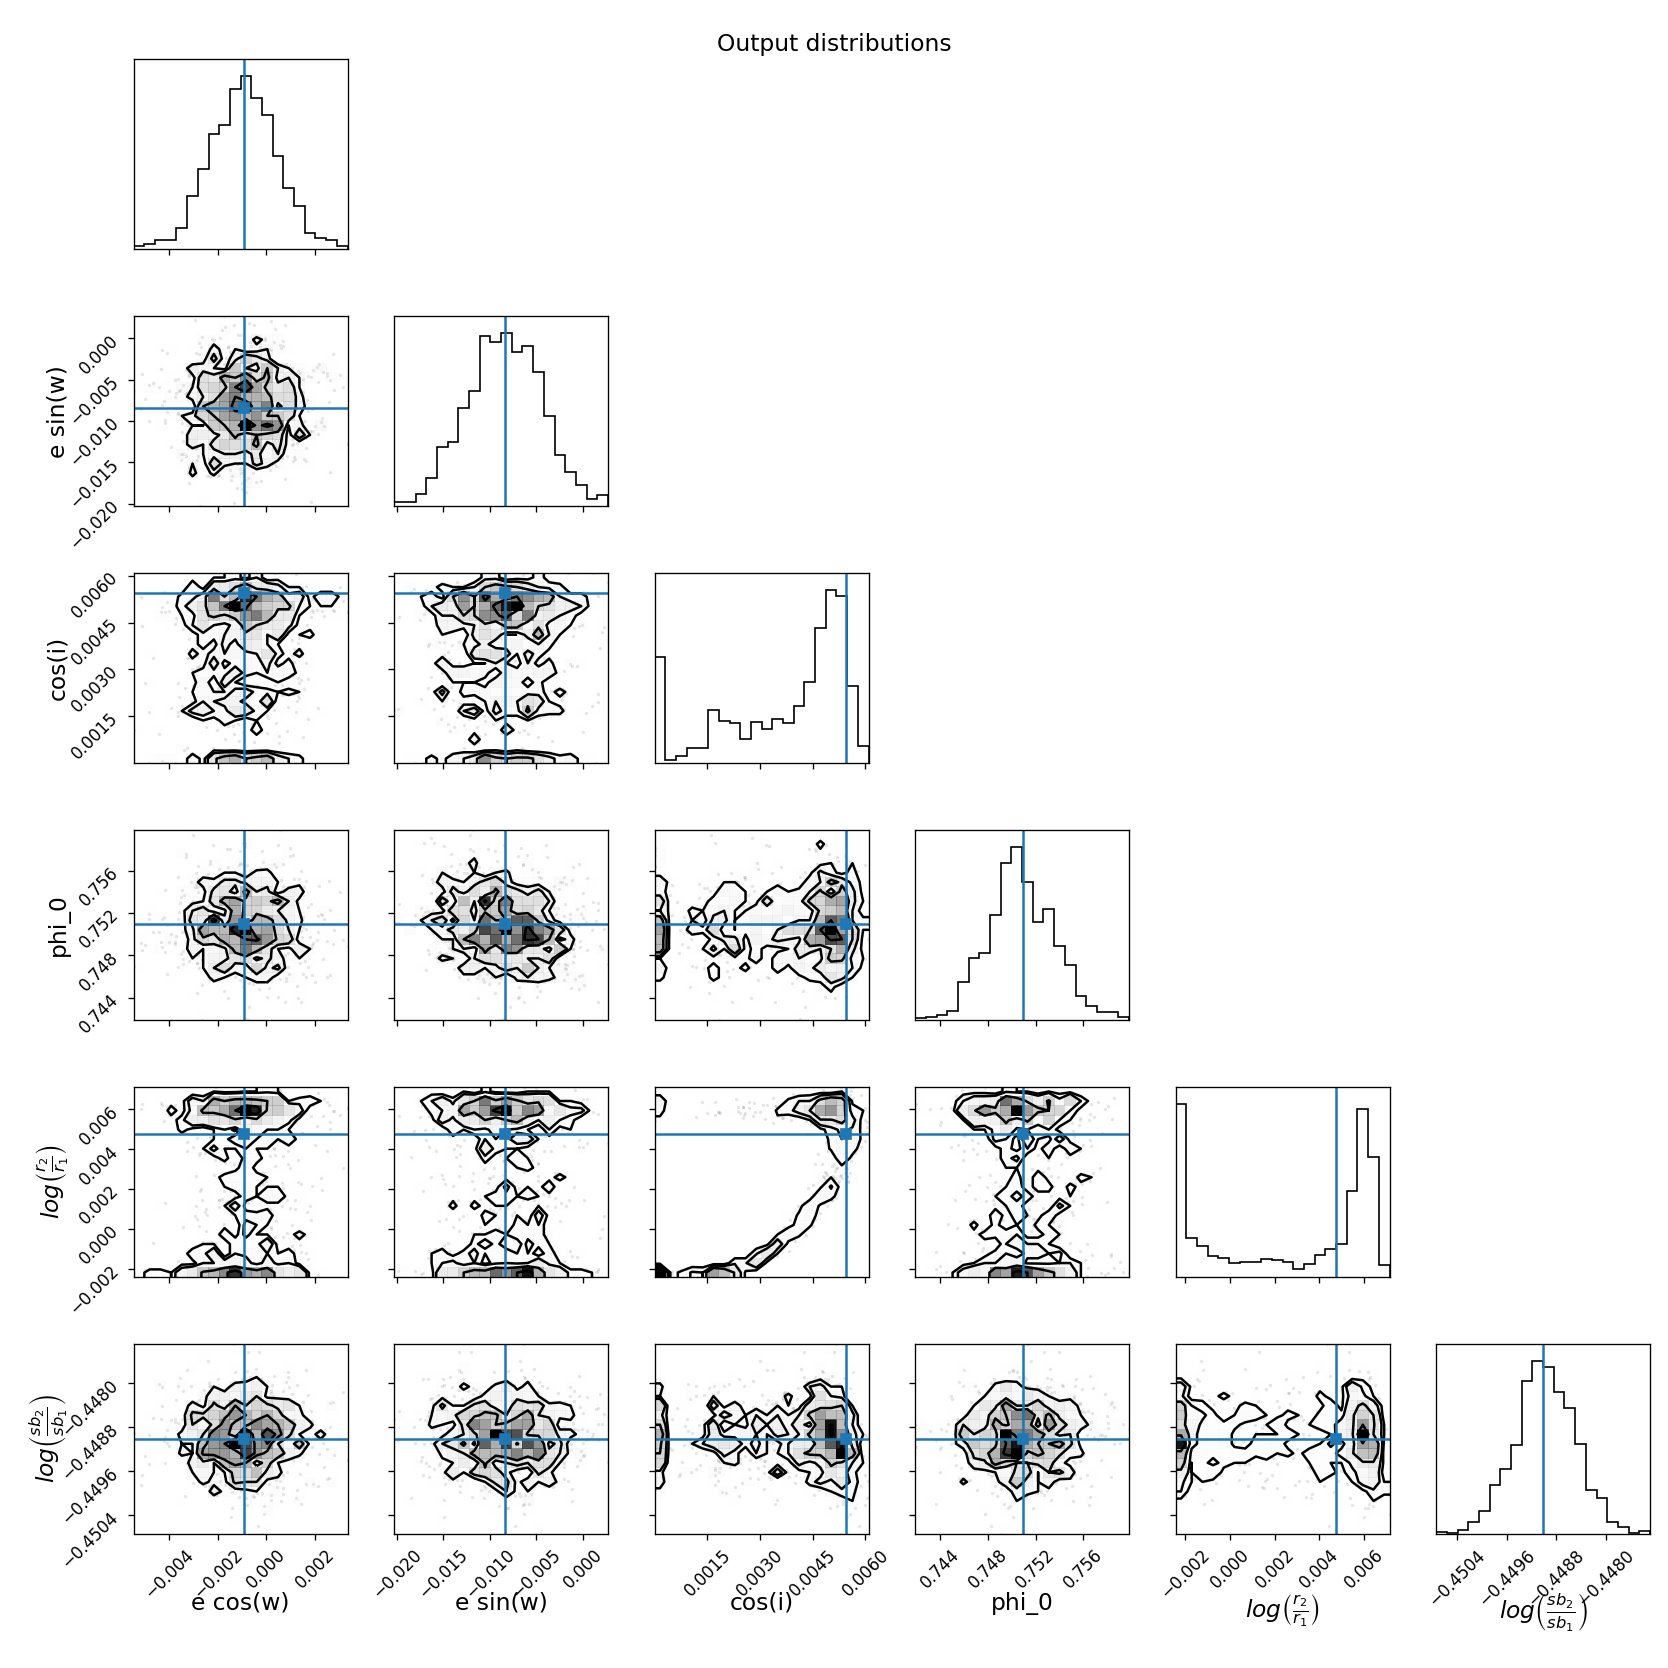 Output distributions
0.000
−0.005
−0.010
−0.015
−0.020
e sin(w)
0.0060
0.0045
0.0030
0.0015
cos(i)
0.756
0.752
0.748
0.744
phi_0
0.006
0.004
0.002
0.000
−0.002
log(r₂/r₁)
−0.4480
−0.4488
−0.4496
−0.4504
log(sb₂/sb₁)
−0.004 −0.002 0.000 0.002 −0.020 −0.015 −0.010 −0.005 0.000 0.0015 0.0030 0.0045 0.0060 0.744 0.748 0.752 0.756 −0.002 0.000 0.002 0.004 0.006 −0.4504 −0.4496 −0.4488 −0.4480
e cos(w) e sin(w) cos(i) phi_0 log(r₂/r₁) log(sb₂/sb₁)